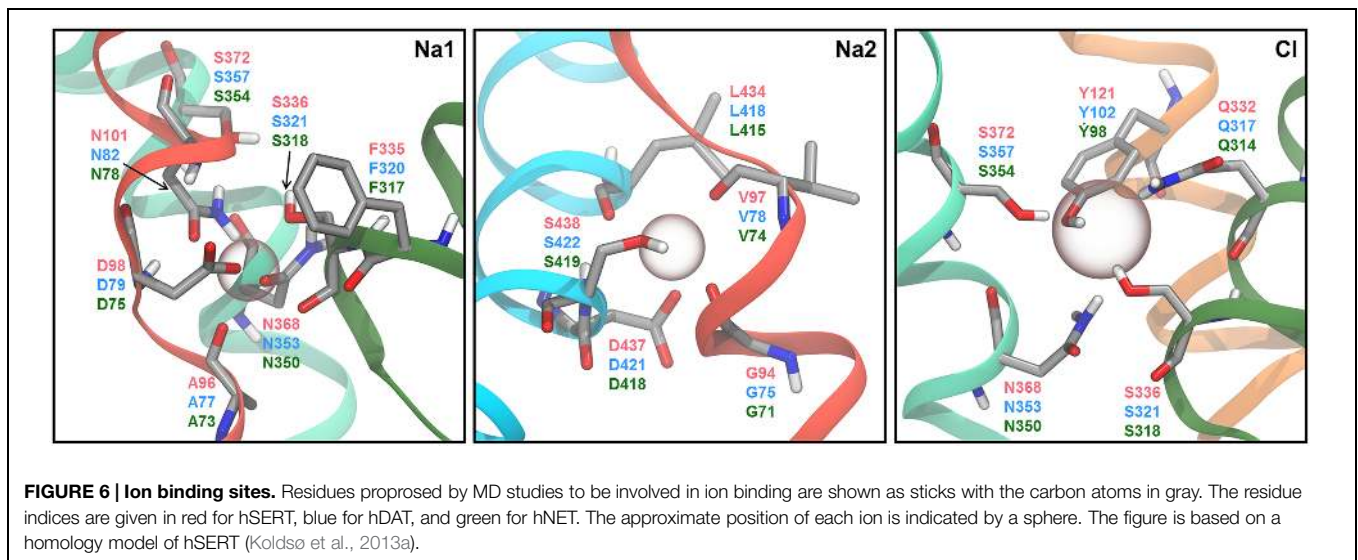 Na1
S372
S357
S354
S336
S321
S318
N101
N82
N78
F335
F320
F317
D98
D79
D75
N368
N353
N350
A96
A77
A73
Na2
L434
L418
L415
V97
V78
V74
S438
S422
S419
D437
D421
D418
G94
G75
G71
Cl
Y121
Y102
Y98
Q332
Q317
Q314
S372
S357
S354
N368
N353
N350
S336
S321
S318
FIGURE 6 | Ion binding sites. Residues proprosed by MD studies to be involved in ion binding are shown as sticks with the carbon atoms in gray. The residue
indices are given in red for hSERT, blue for hDAT, and green for hNET. The approximate position of each ion is indicated by a sphere. The figure is based on a
homology model of hSERT (Koldsø et al., 2013a).